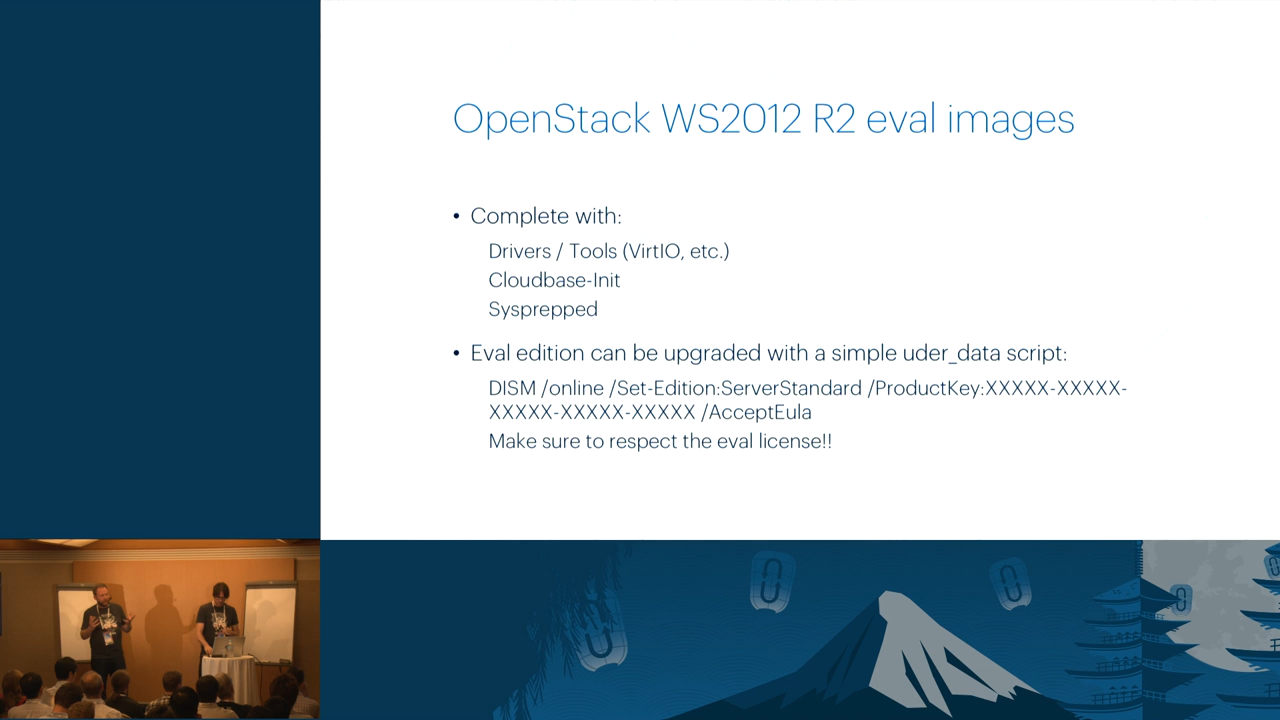 OpenStack WS2012 R2 eval images
• Complete with:
Drivers / Tools (VirtIO, etc.)
Cloudbase-Init
Sysprepped
• Eval edition can be upgraded with a simple uder_data script:
DISM /online /Set-Edition:ServerStandard /ProductKey:XXXXX-XXXXX-
XXXXX-XXXXX-XXXXX /AcceptEula
Make sure to respect the eval license!!